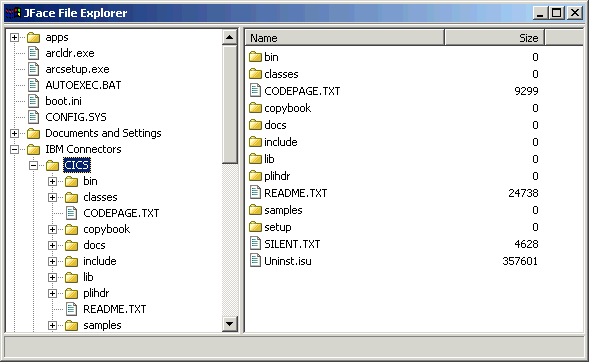 JFace File Explorer
apps
arcldr.exe
arcsetup.exe
AUTOEXEC.BAT
boot.ini
CONFIG.SYS
Documents and Settings
IBM Connectors
CICS
bin
classes
CODEPAGE.TXT
copybook
docs
include
lib
plihdr
README.TXT
samples
Name Size
bin 0
classes 0
CODEPAGE.TXT 9299
copybook 0
docs 0
include 0
lib 0
plihdr 0
README.TXT 24738
samples 0
setup 0
SILENT.TXT 4628
Uninst.isu 357601